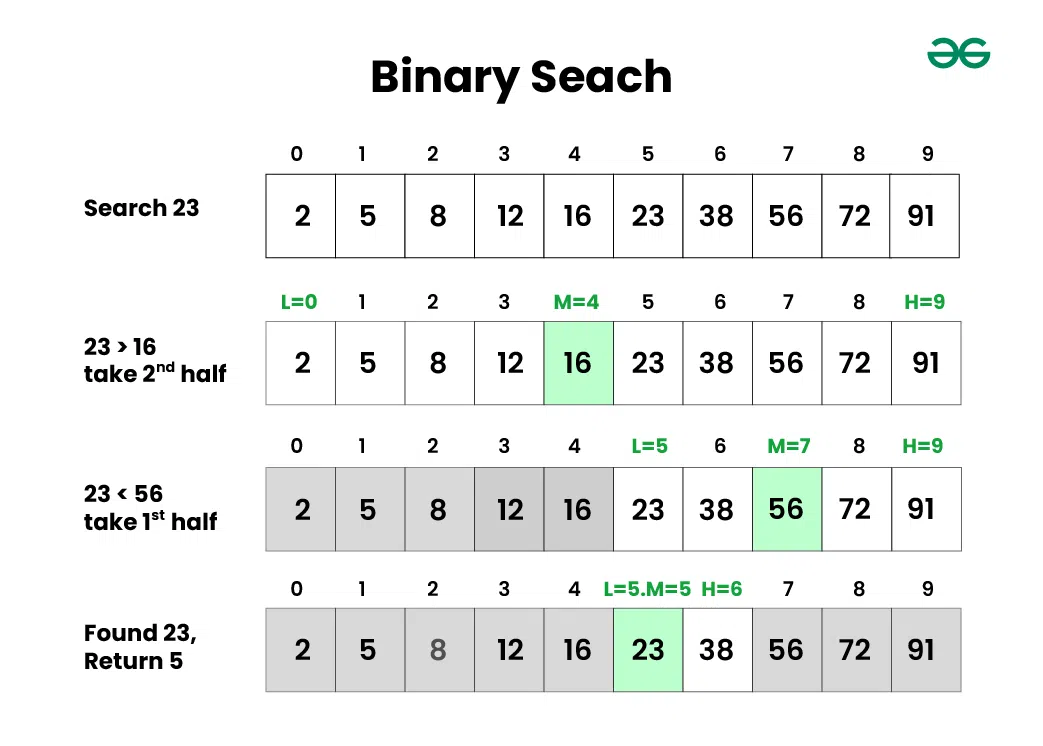 Binary Seach
0 1 2 3 4 5 6 7 8 9
Search 23
2 5 8 12 16 23 38 56 72 91
L=0 1 2 3 M=4 5 6 7 8 H=9
23 > 16
take 2nd half
2 5 8 12 16 23 38 56 72 91
0 1 2 3 4 L=5 6 M=7 8 H=9
23 < 56
take 1st half
2 5 8 12 16 23 38 56 72 91
0 1 2 3 4 L=5.M=5 H=6 7 8 9
Found 23,
Return 5
2 5 8 12 16 23 38 56 72 91